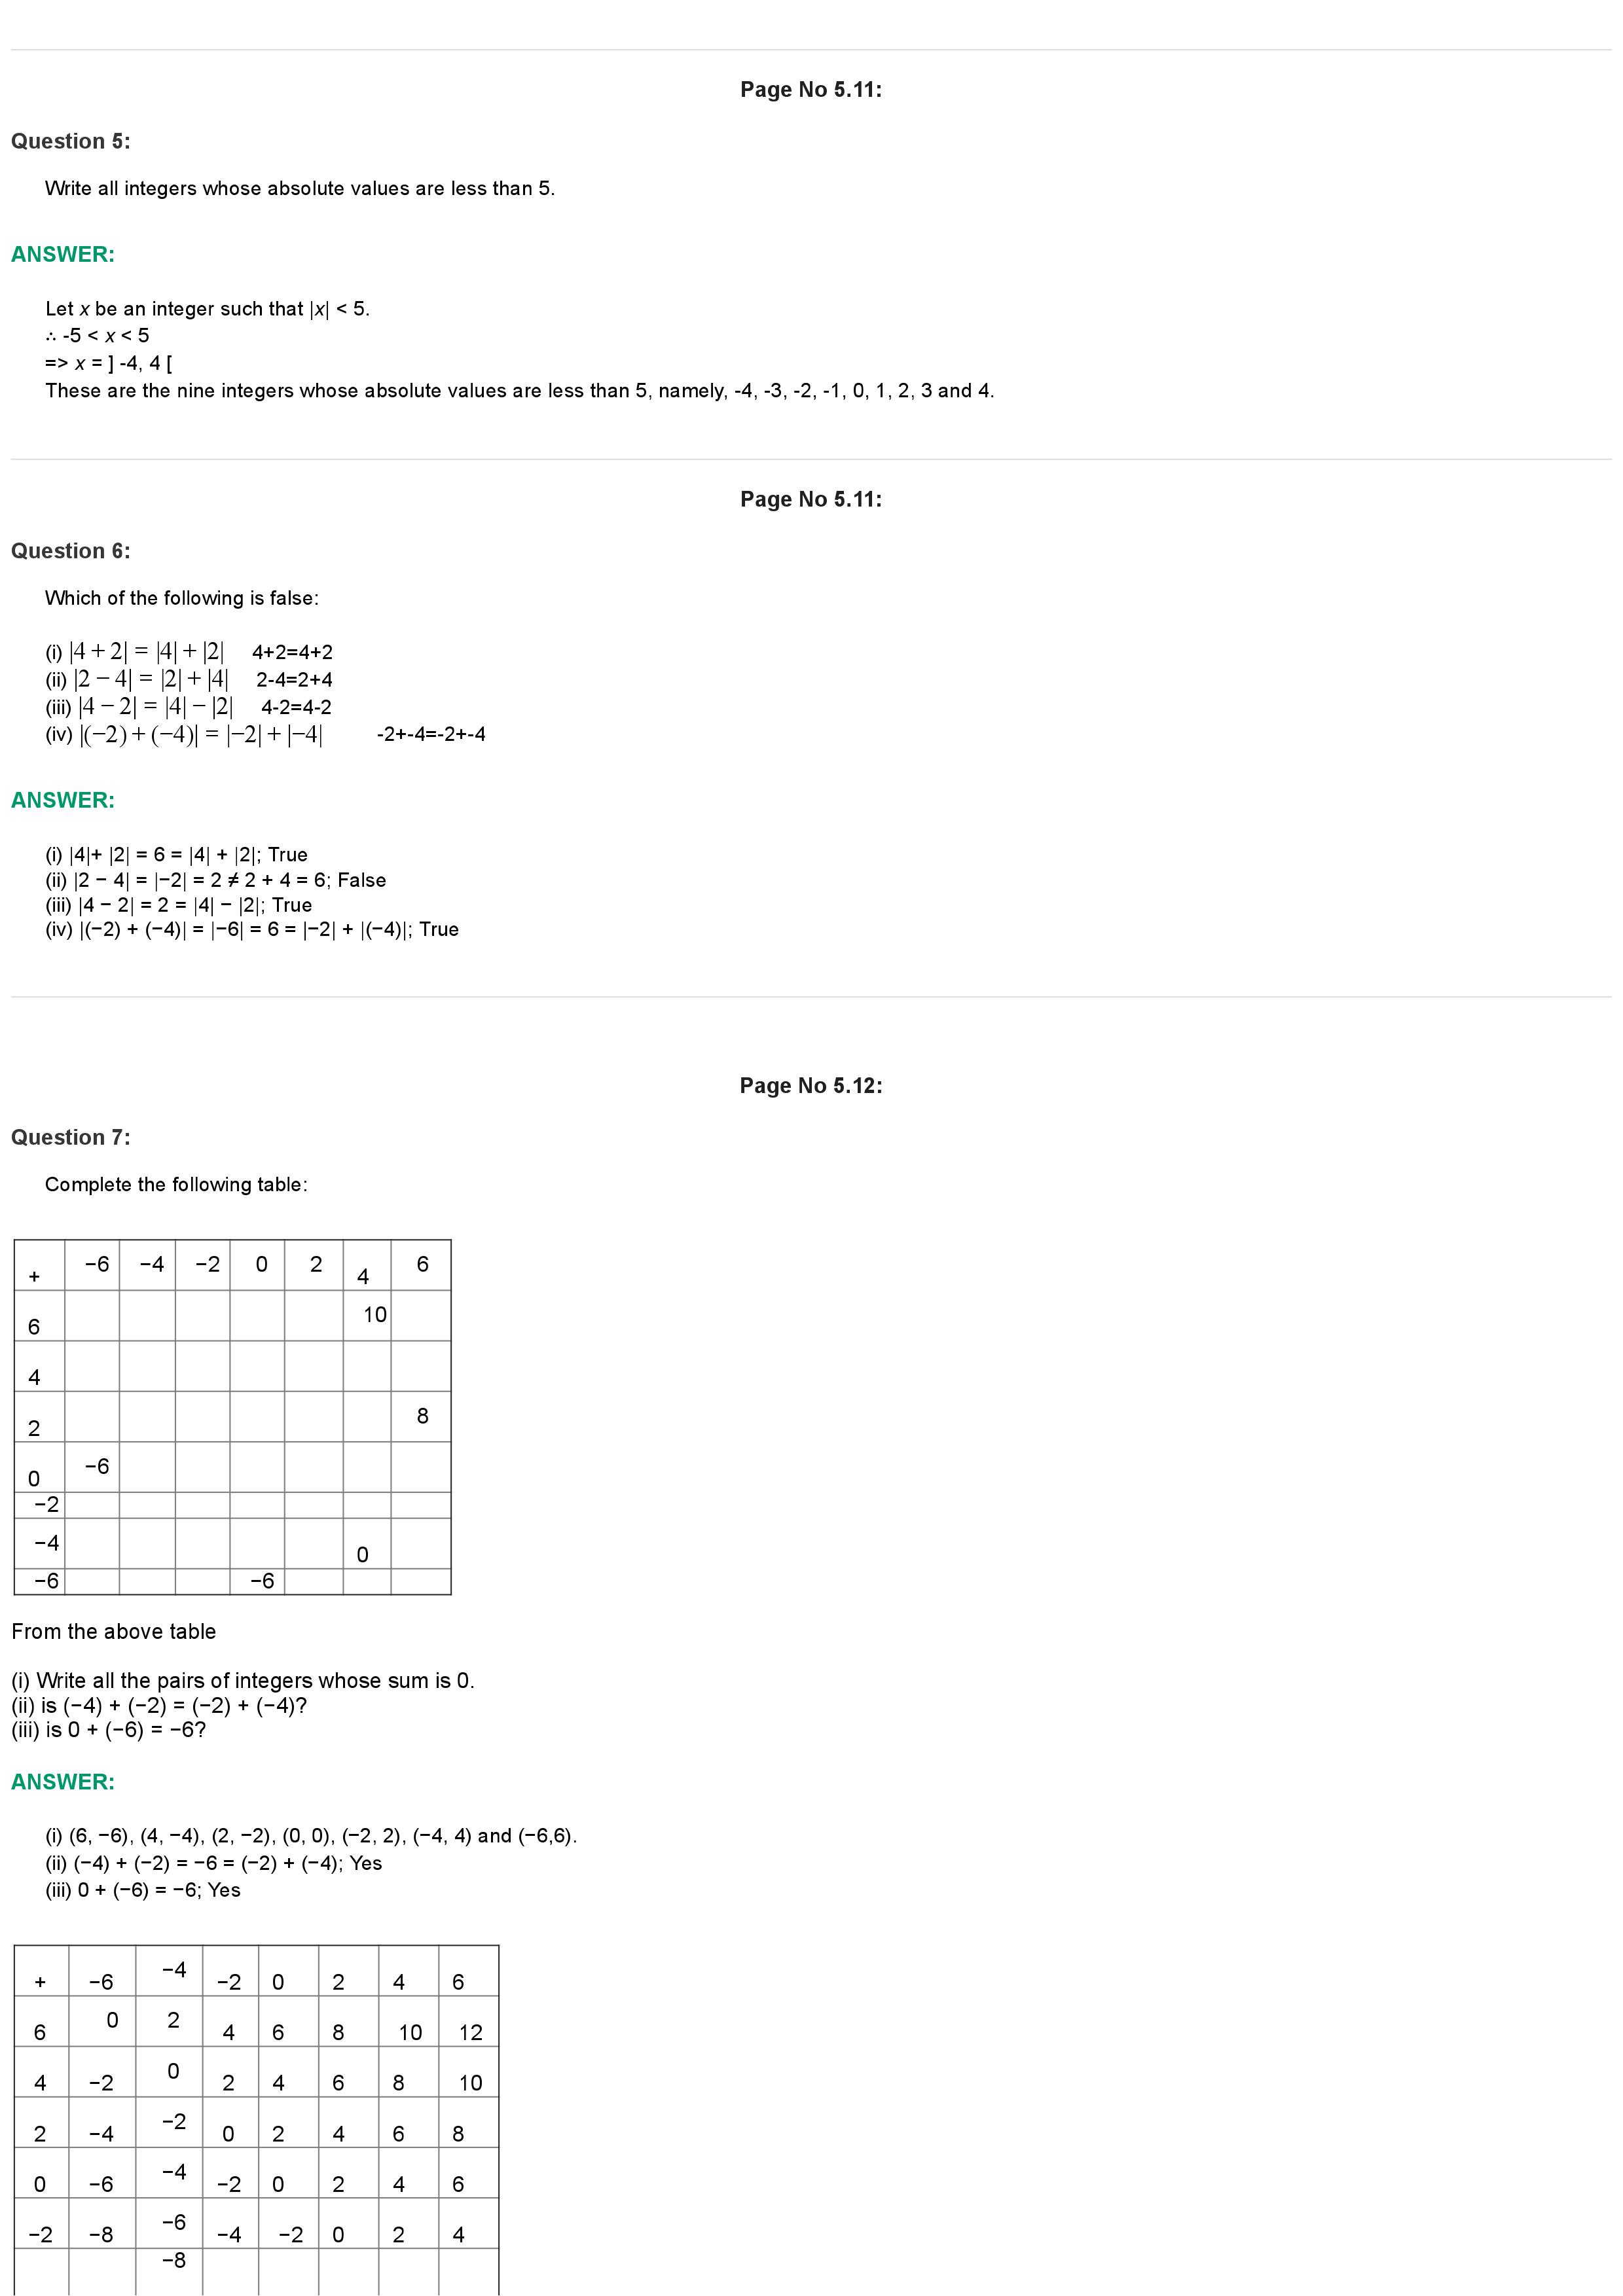 Page No 5.11:
Question 5:
Write all integers whose absolute values are less than 5.
ANSWER:
Let x be an integer such that |x| < 5.
∴ -5 < x < 5
=> x = ] -4, 4 [
These are the nine integers whose absolute values are less than 5, namely, -4, -3, -2, -1, 0, 1, 2, 3 and 4.
Page No 5.11:
Question 6:
Which of the following is false:
(i) |4 + 2| = |4| + |2| 4+2=4+2
(ii) |2 − 4| = |2| + |4| 2-4=2+4
(iii) |4 − 2| = |4| − |2| 4-2=4-2
(iv) |(−2) + (−4)| = |−2| + |−4| -2+-4=-2+-4
ANSWER:
(i) |4|+ |2| = 6 = |4| + |2|; True
(ii) |2 − 4| = |−2| = 2 ≠ 2 + 4 = 6; False
(iii) |4 − 2| = 2 = |4| − |2|; True
(iv) |(−2) + (−4)| = |−6| = 6 = |−2| + |(−4)|; True
Page No 5.12:
Question 7:
Complete the following table:
+ −6 −4 −2 0 2 4 6
6 10
4
2 8
0 −6
−2
−4 0
−6 −6
From the above table
(i) Write all the pairs of integers whose sum is 0.
(ii) is (−4) + (−2) = (−2) + (−4)?
(iii) is 0 + (−6) = −6?
ANSWER:
(i) (6, −6), (4, −4), (2, −2), (0, 0), (−2, 2), (−4, 4) and (−6,6).
(ii) (−4) + (−2) = −6 = (−2) + (−4); Yes
(iii) 0 + (−6) = −6; Yes
+ −6 −4 −2 0 2 4 6
6 0 2 4 6 8 10 12
4 −2 0 2 4 6 8 10
2 −4 −2 0 2 4 6 8
0 −6 −4 −2 0 2 4 6
−2 −8 −6 −4 −2 0 2 4
−8